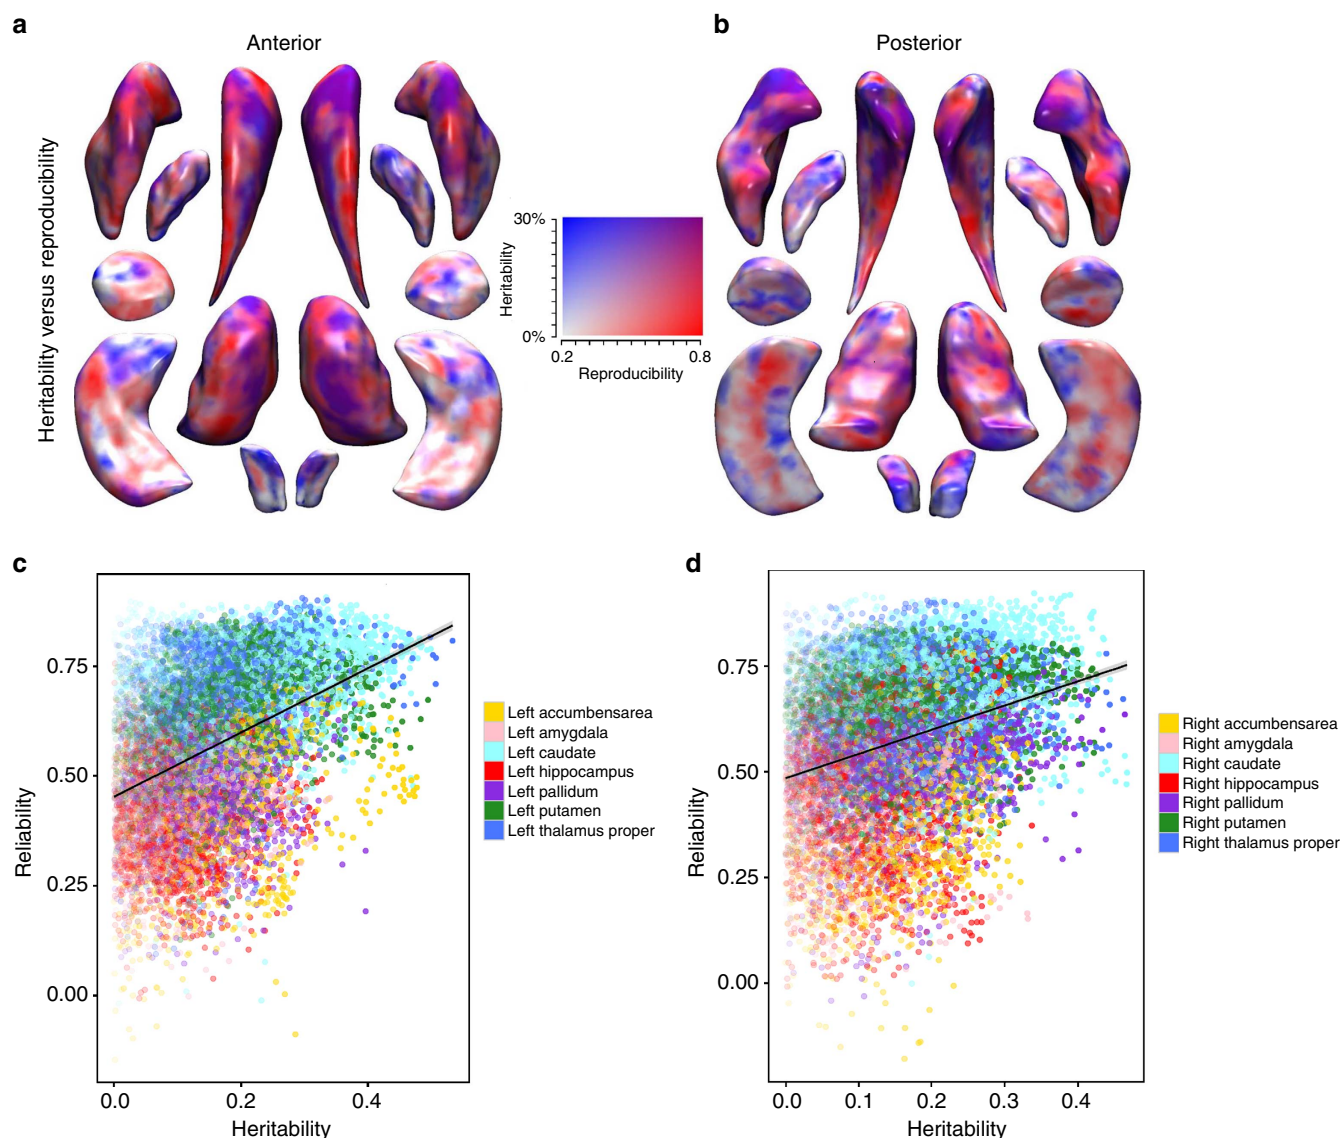 a
Anterior
b
Posterior
Heritability versus reproducibility
30%
Heritability
0%
0.2
0.8
Reproducibility
c
Reliability
0.75
0.50
0.25
0.00
0.0
0.2
0.4
Heritability
Left accumbensarea
Left amygdala
Left caudate
Left hippocampus
Left pallidum
Left putamen
Left thalamus proper
d
Reliability
0.75
0.50
0.25
0.00
0.0
0.1
0.2
0.3
0.4
Heritability
Right accumbensarea
Right amygdala
Right caudate
Right hippocampus
Right pallidum
Right putamen
Right thalamus proper